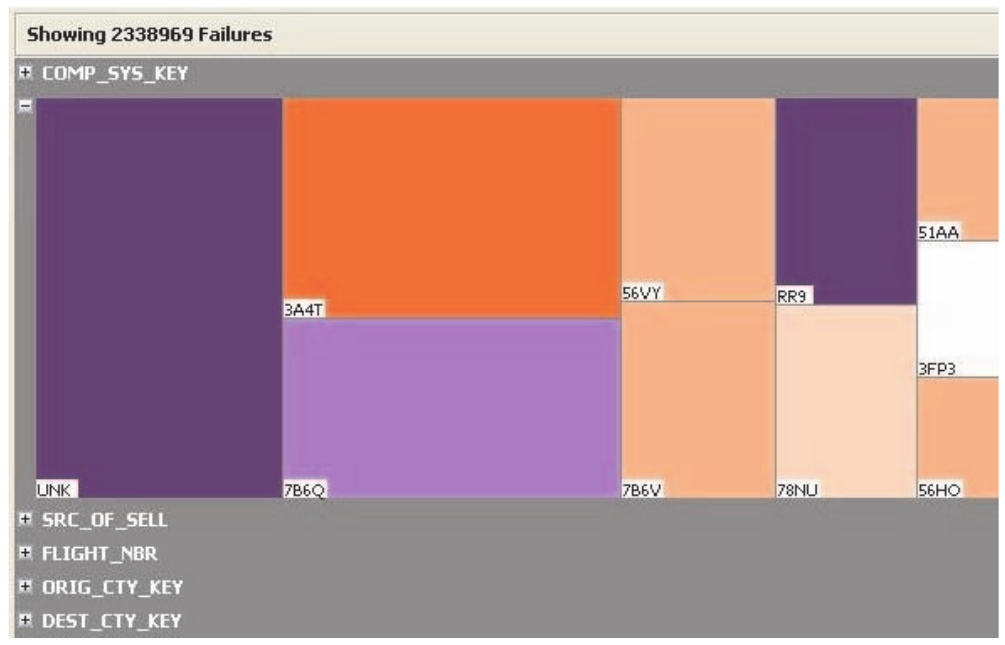 Showing 2338969 Failures
COMP_SYS_KEY
51AA
56VY
RR9
3A4T
3FP3
UNK
7B6Q
7B6V
78NU
56HO
SRC_OF_SELL
FLIGHT_NBR
ORIG_CTY_KEY
DEST_CTY_KEY